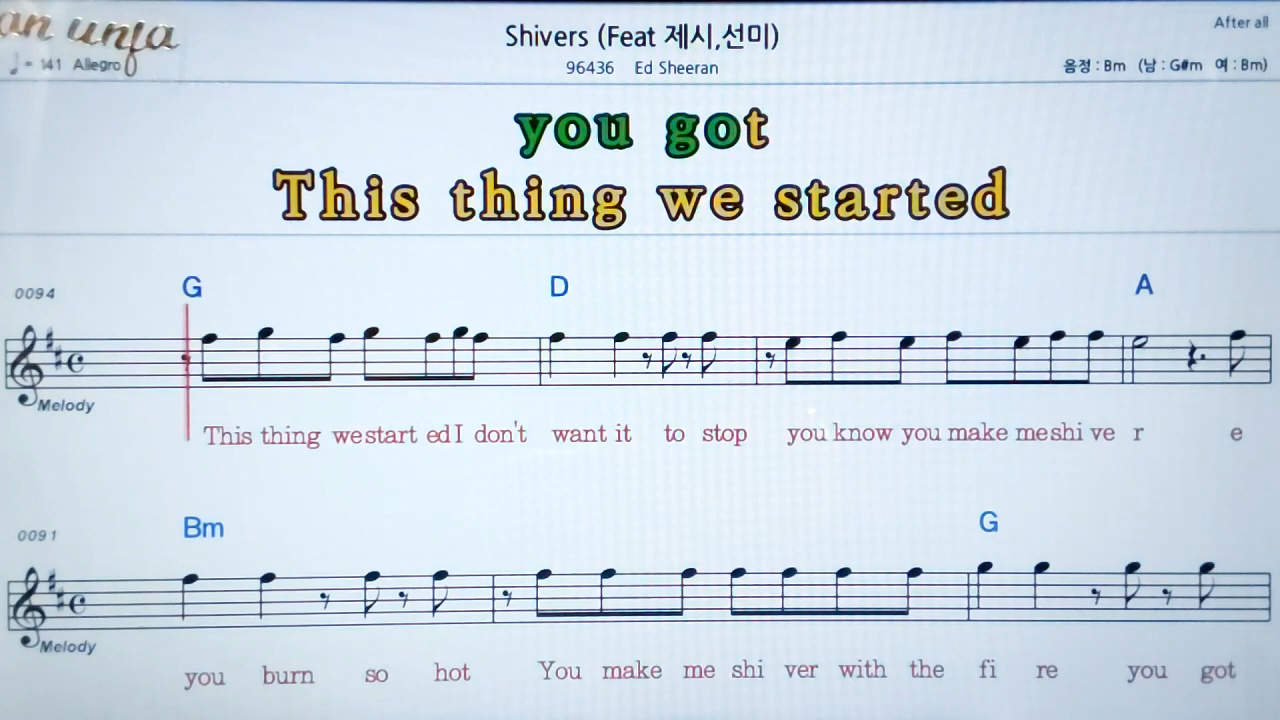 an unja
After all
Shivers (Feat 제시,선미)
♩= 141 Allegro
96436 Ed Sheeran
음정 : Bm (남 : G#m 여 : Bm)
you got
This thing we started
0094
G D A
Melody
This thing westart edI don't want it to stop you know you make meshi ve r e
0091
Bm G
Melody
you burn so hot You make me shi ver with the fi re you got